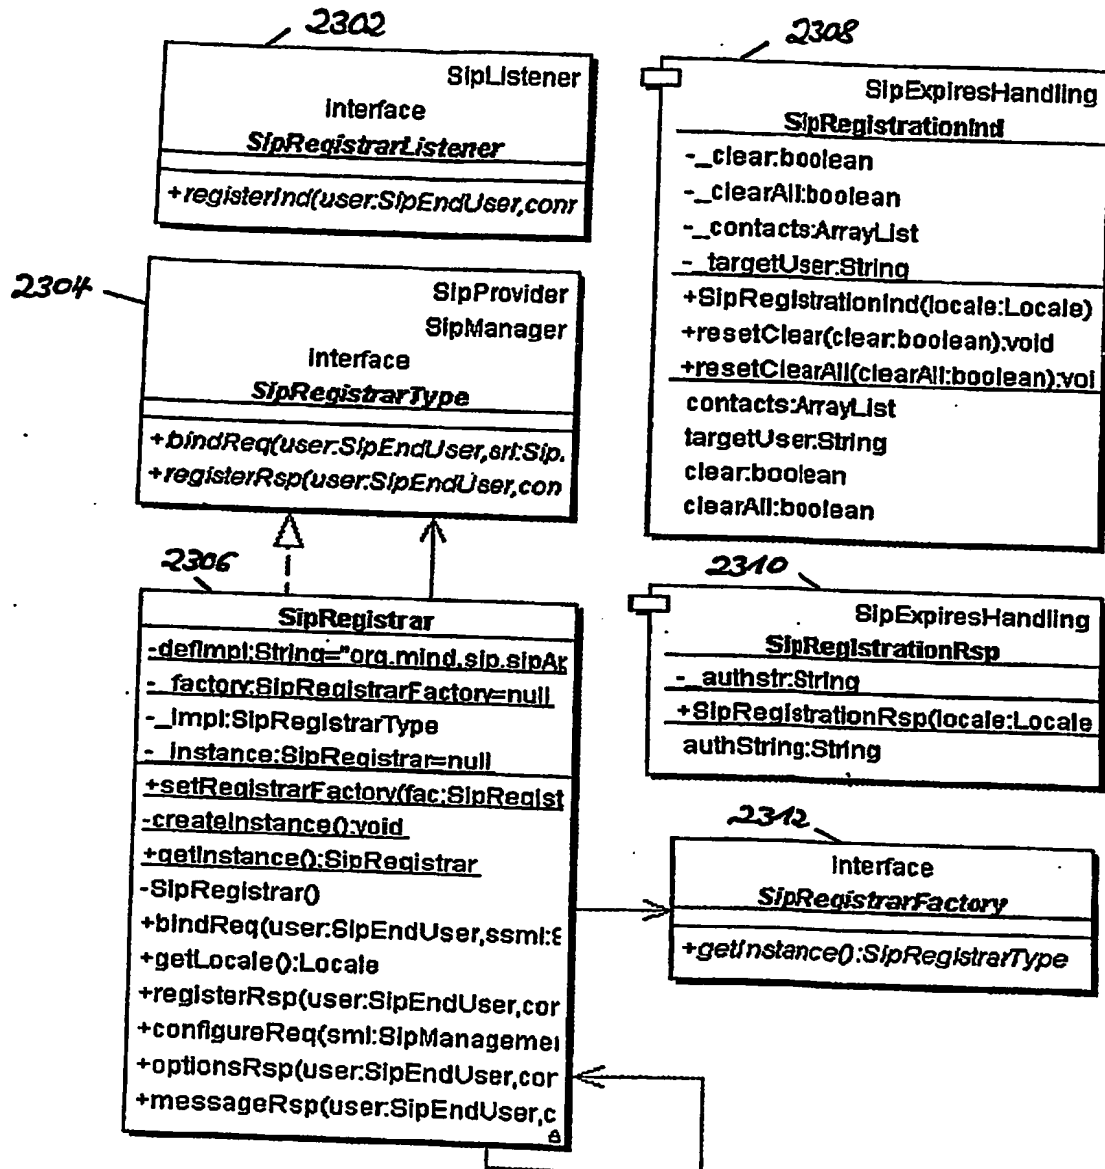 2302
SipListener
interface
SipRegistrarListener
+registerInd(user:SipEndUser,conr
2304
SipProvider
SipManager
interface
SipRegistrarType
+bindReq(user:SipEndUser,srl:Sip.
+registerRsp(user:SipEndUser,con
2306
SipRegistrar
-defImpl:String="org.mind.sip.sipAp
-_factory:SipRegistrarFactory=null
-_impl:SipRegistrarType
-_instance:SipRegistrar=null
+setRegistrarFactory(fac:SipRegist
-createInstance():void
+getInstance():SipRegistrar
-SipRegistrar()
+bindReq(user:SipEndUser,ssml:S
+getLocale():Locale
+registerRsp(user:SipEndUser,cor
+configureReq(sml:SipManagemei
+optionsRsp(user:SipEndUser,cor
+messageRsp(user:SipEndUser,c
2308
SipExpiresHandling
SipRegistrationInd
-_clear:boolean
-_clearAll:boolean
-_contacts:ArrayList
-_targetUser:String
+SipRegistrationInd(locale:Locale)
+resetClear(clear:boolean):void
+resetClearAll(clearAll:boolean):voi
contacts:ArrayList
targetUser:String
clear:boolean
clearAll:boolean
2310
SipExpiresHandling
SipRegistrationRsp
-_authstr:String
+SipRegistrationRsp(locale:Locale
authString:String
2312
interface
SipRegistrarFactory
+getInstance():SipRegistrarType